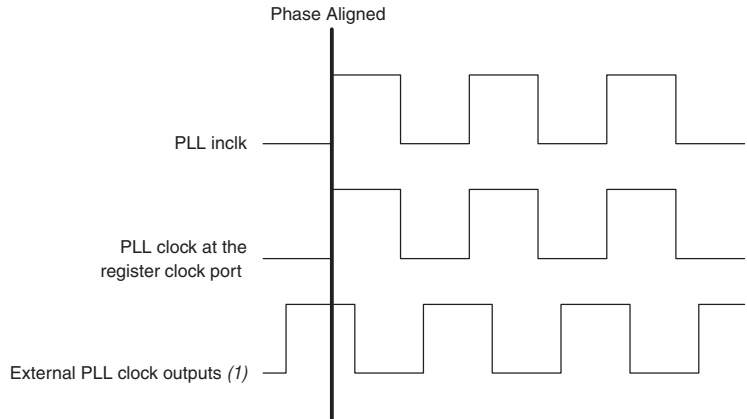 Phase Aligned
PLL inclk
PLL clock at the
register clock port
External PLL clock outputs (1)